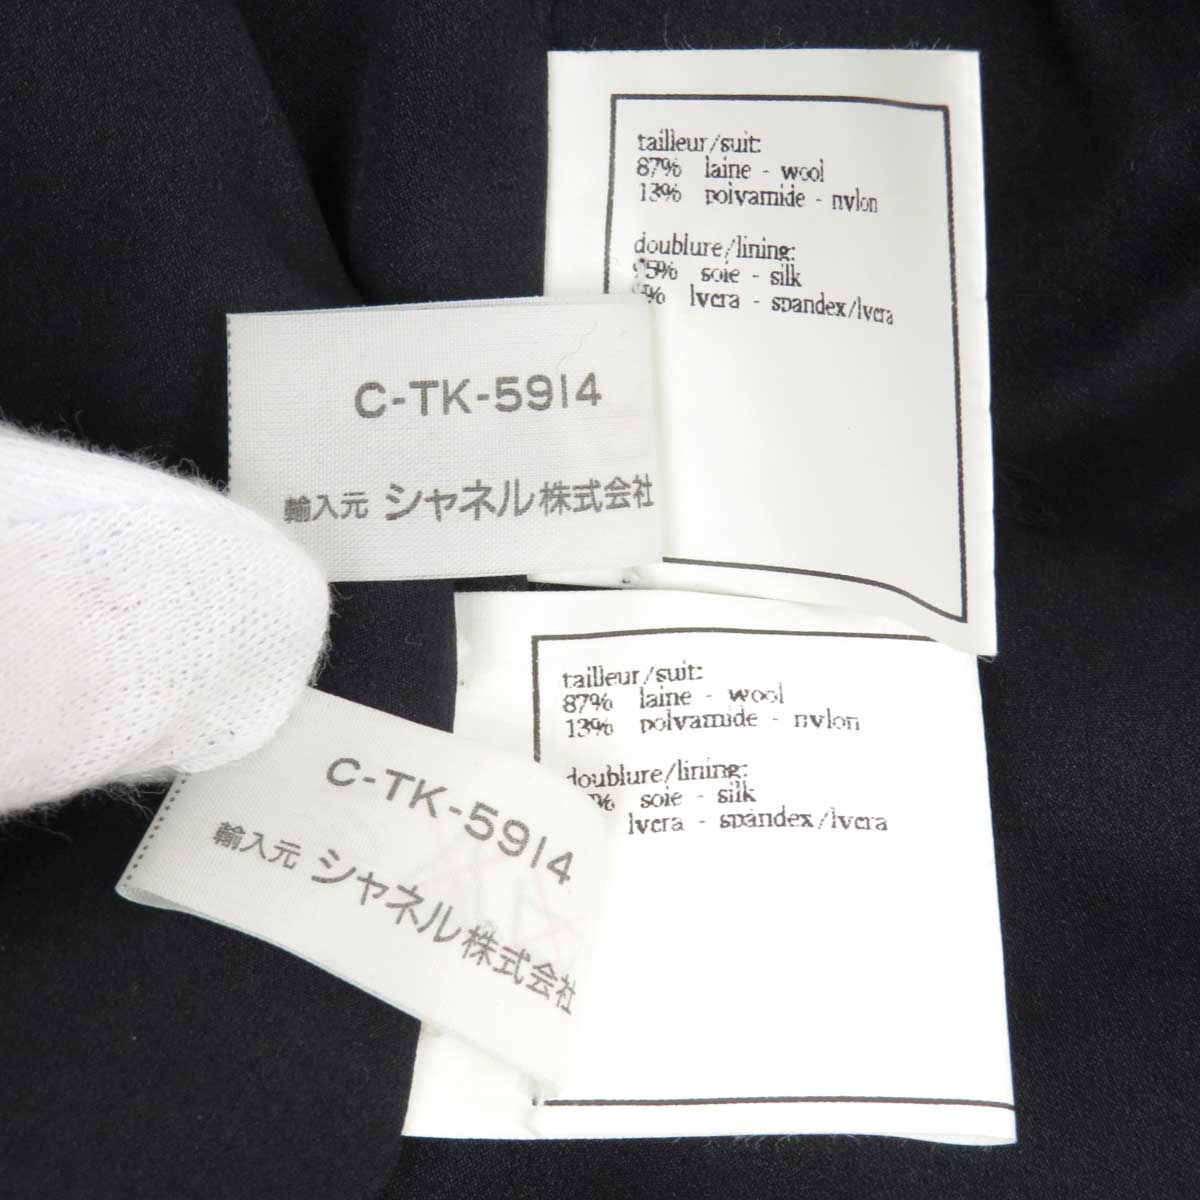 tailleur/suit:
87% laine - wool
13% polyamide - nylon
doublure/lining:
95% soie - silk
% lycra - spandex/lycra
C-TK-5914
輸入元 シャネル株式会社
tailleur/suit:
87% laine - wool
13% polyamide - nylon
doublure/lining:
% soie - silk
lycra - spandex/lycra
C-TK-5914
輸入元 シャネル株式会社